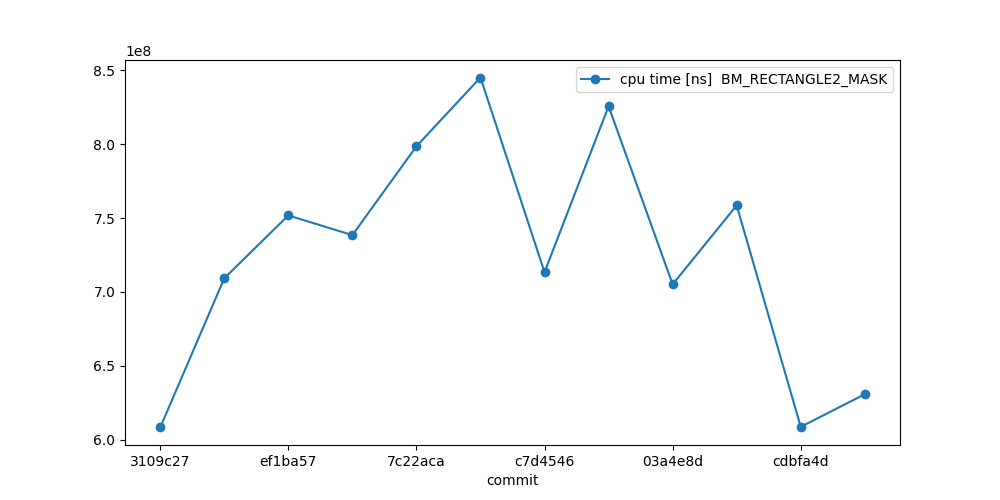 1e8
8.5
cpu time [ns]  BM_RECTANGLE2_MASK
8.0
7.5
7.0
6.5
6.0
3109c27 ef1ba57 7c22aca c7d4546 03a4e8d cdbfa4d
commit